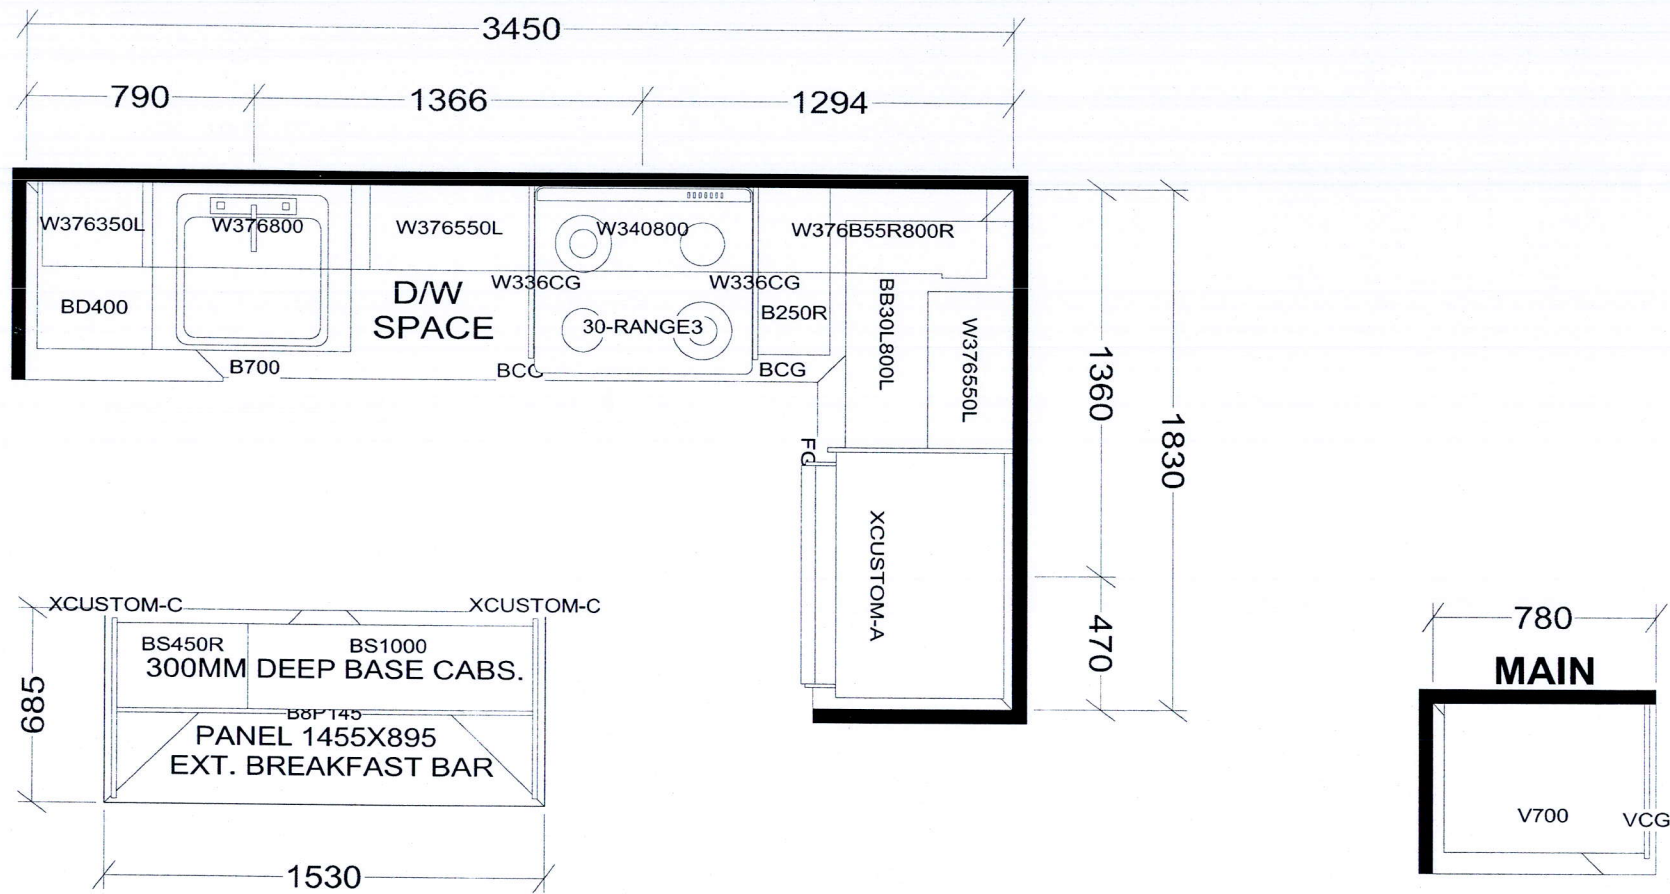 3450
790
1366
1294
W376350L
W376800
W376550L
W340800
W376B55R800R
W336CG
W336CG
BD400
D/W
SPACE
30-RANGE3
B250R
BB30L800L
W376550L
B700
BCG
BCG
1360
1830
FG
XCUSTOM-A
470
XCUSTOM-C
XCUSTOM-C
BS450R
BS1000
300MM DEEP BASE CABS.
685
B8P145
PANEL 1455X895
EXT. BREAKFAST BAR
1530
780
MAIN
V700
VCG